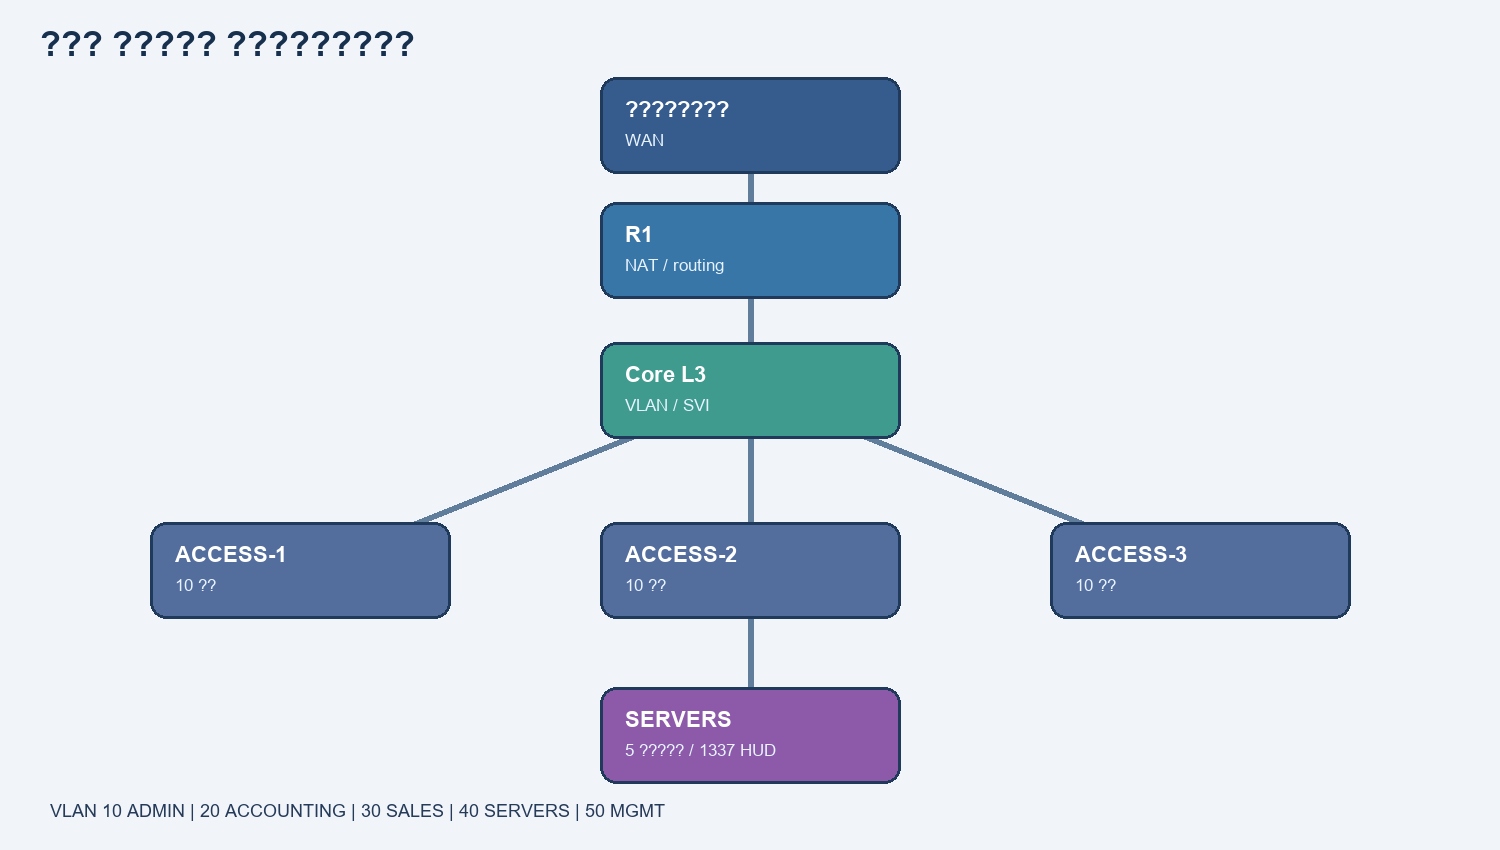 ??? ????? ?????????
????????
WAN
R1
NAT / routing
Core L3
VLAN / SVI
ACCESS-1
10 ??
ACCESS-2
10 ??
ACCESS-3
10 ??
SERVERS
5 ????? / 1337 HUD
VLAN 10 ADMIN | 20 ACCOUNTING | 30 SALES | 40 SERVERS | 50 MGMT